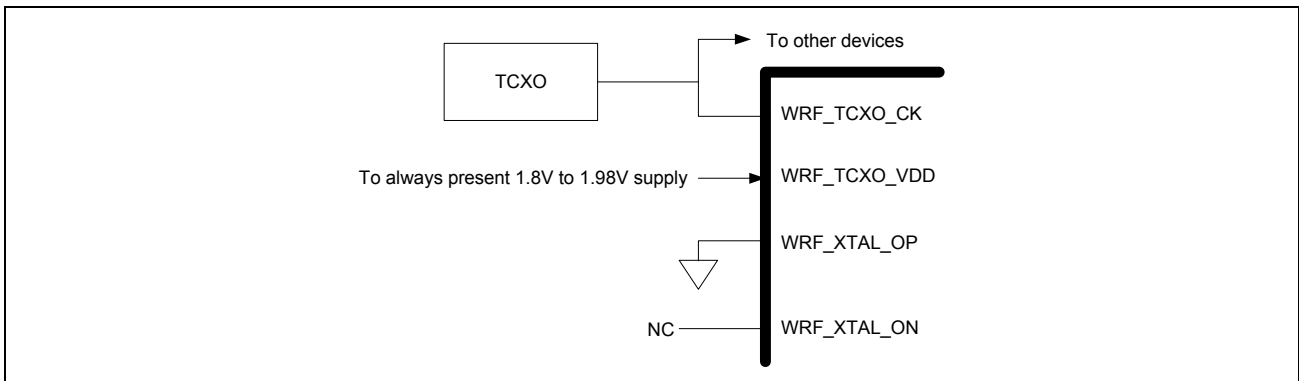 To other devices
TCXO
WRF_TCXO_CK
To always present 1.8V to 1.98V supply
WRF_TCXO_VDD
WRF_XTAL_OP
NC
WRF_XTAL_ON